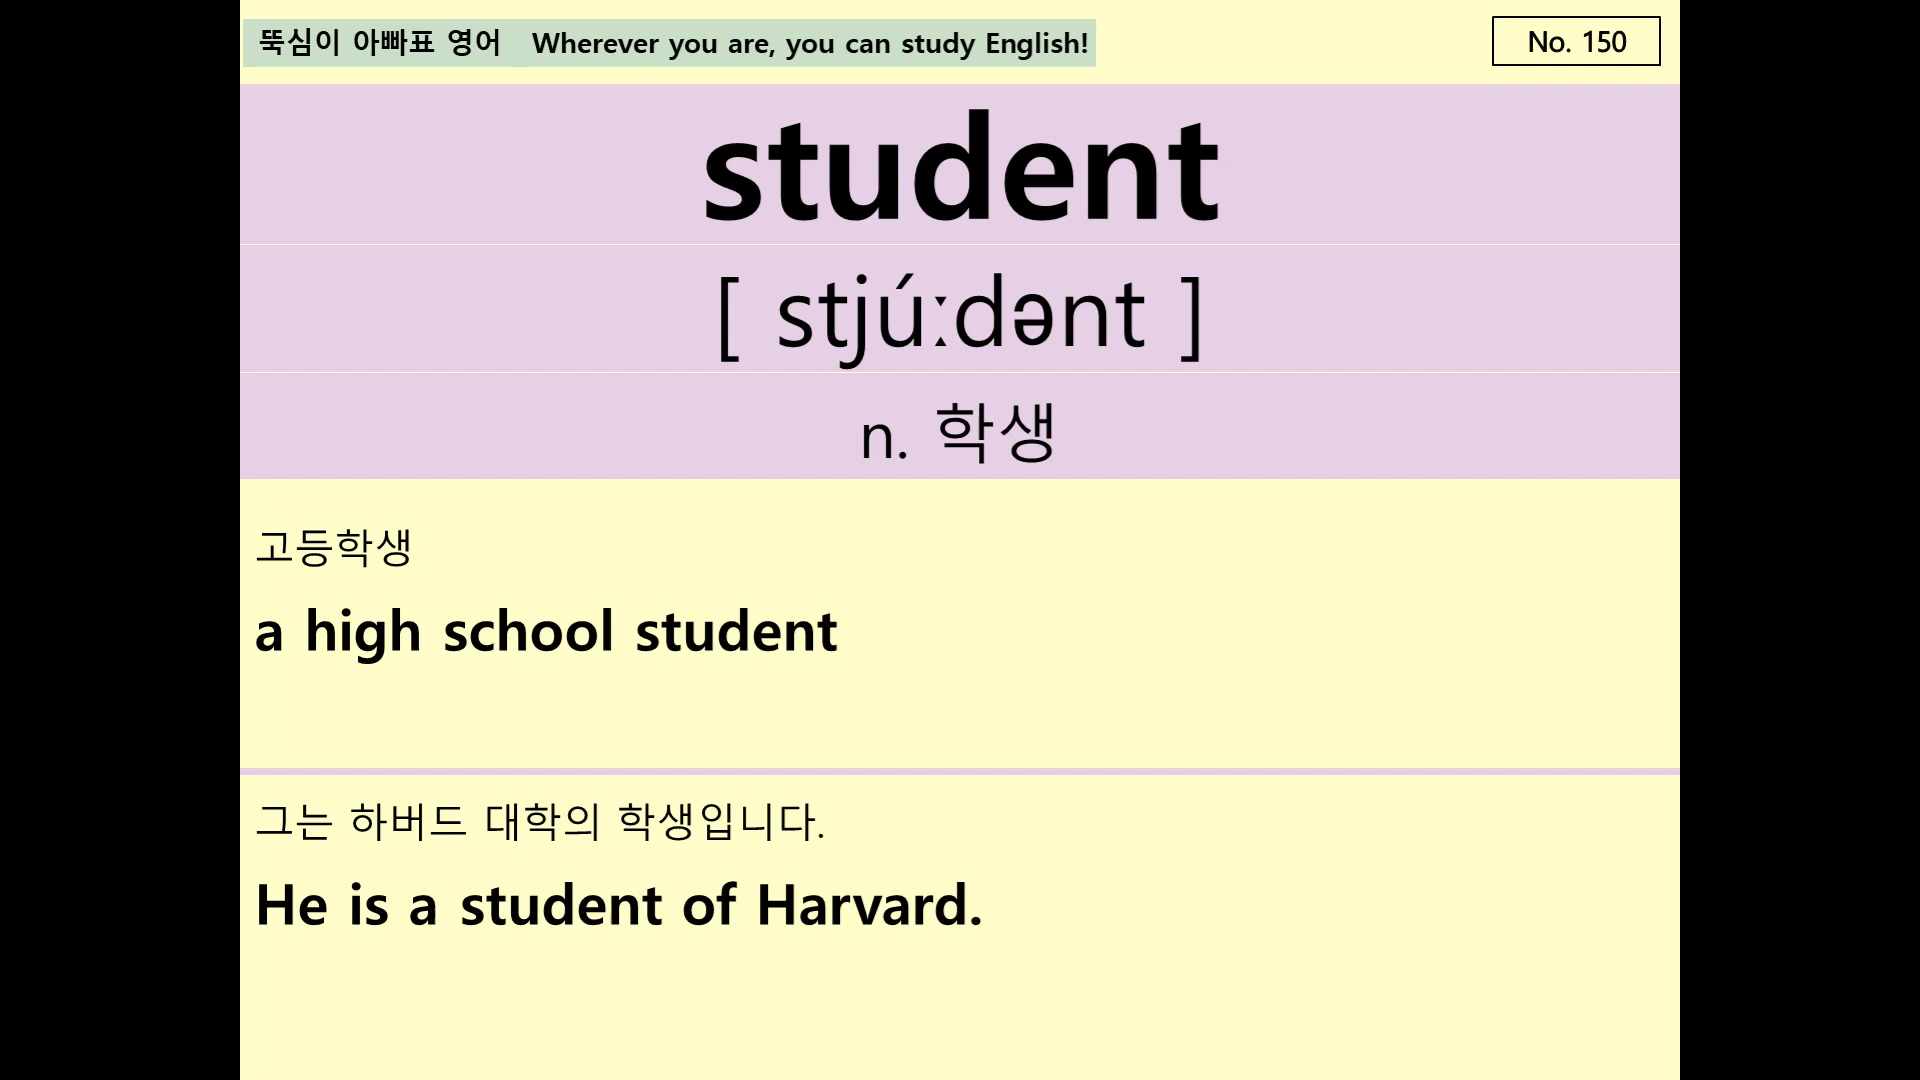 뚝심이 아빠표 영어 Wherever you are, you can study English!
No. 150
student
[ stjúːdənt ]
n. 학생
고등학생
a high school student
그는 하버드 대학의 학생입니다.
He is a student of Harvard.